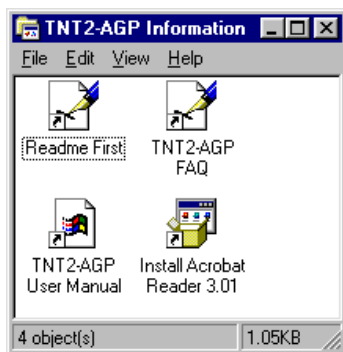 TNT2-AGP Information
File Edit View Help
Readme First
TNT2-AGP
FAQ
TNT2-AGP
User Manual
Install Acrobat
Reader 3.01
4 object(s)
1.05KB